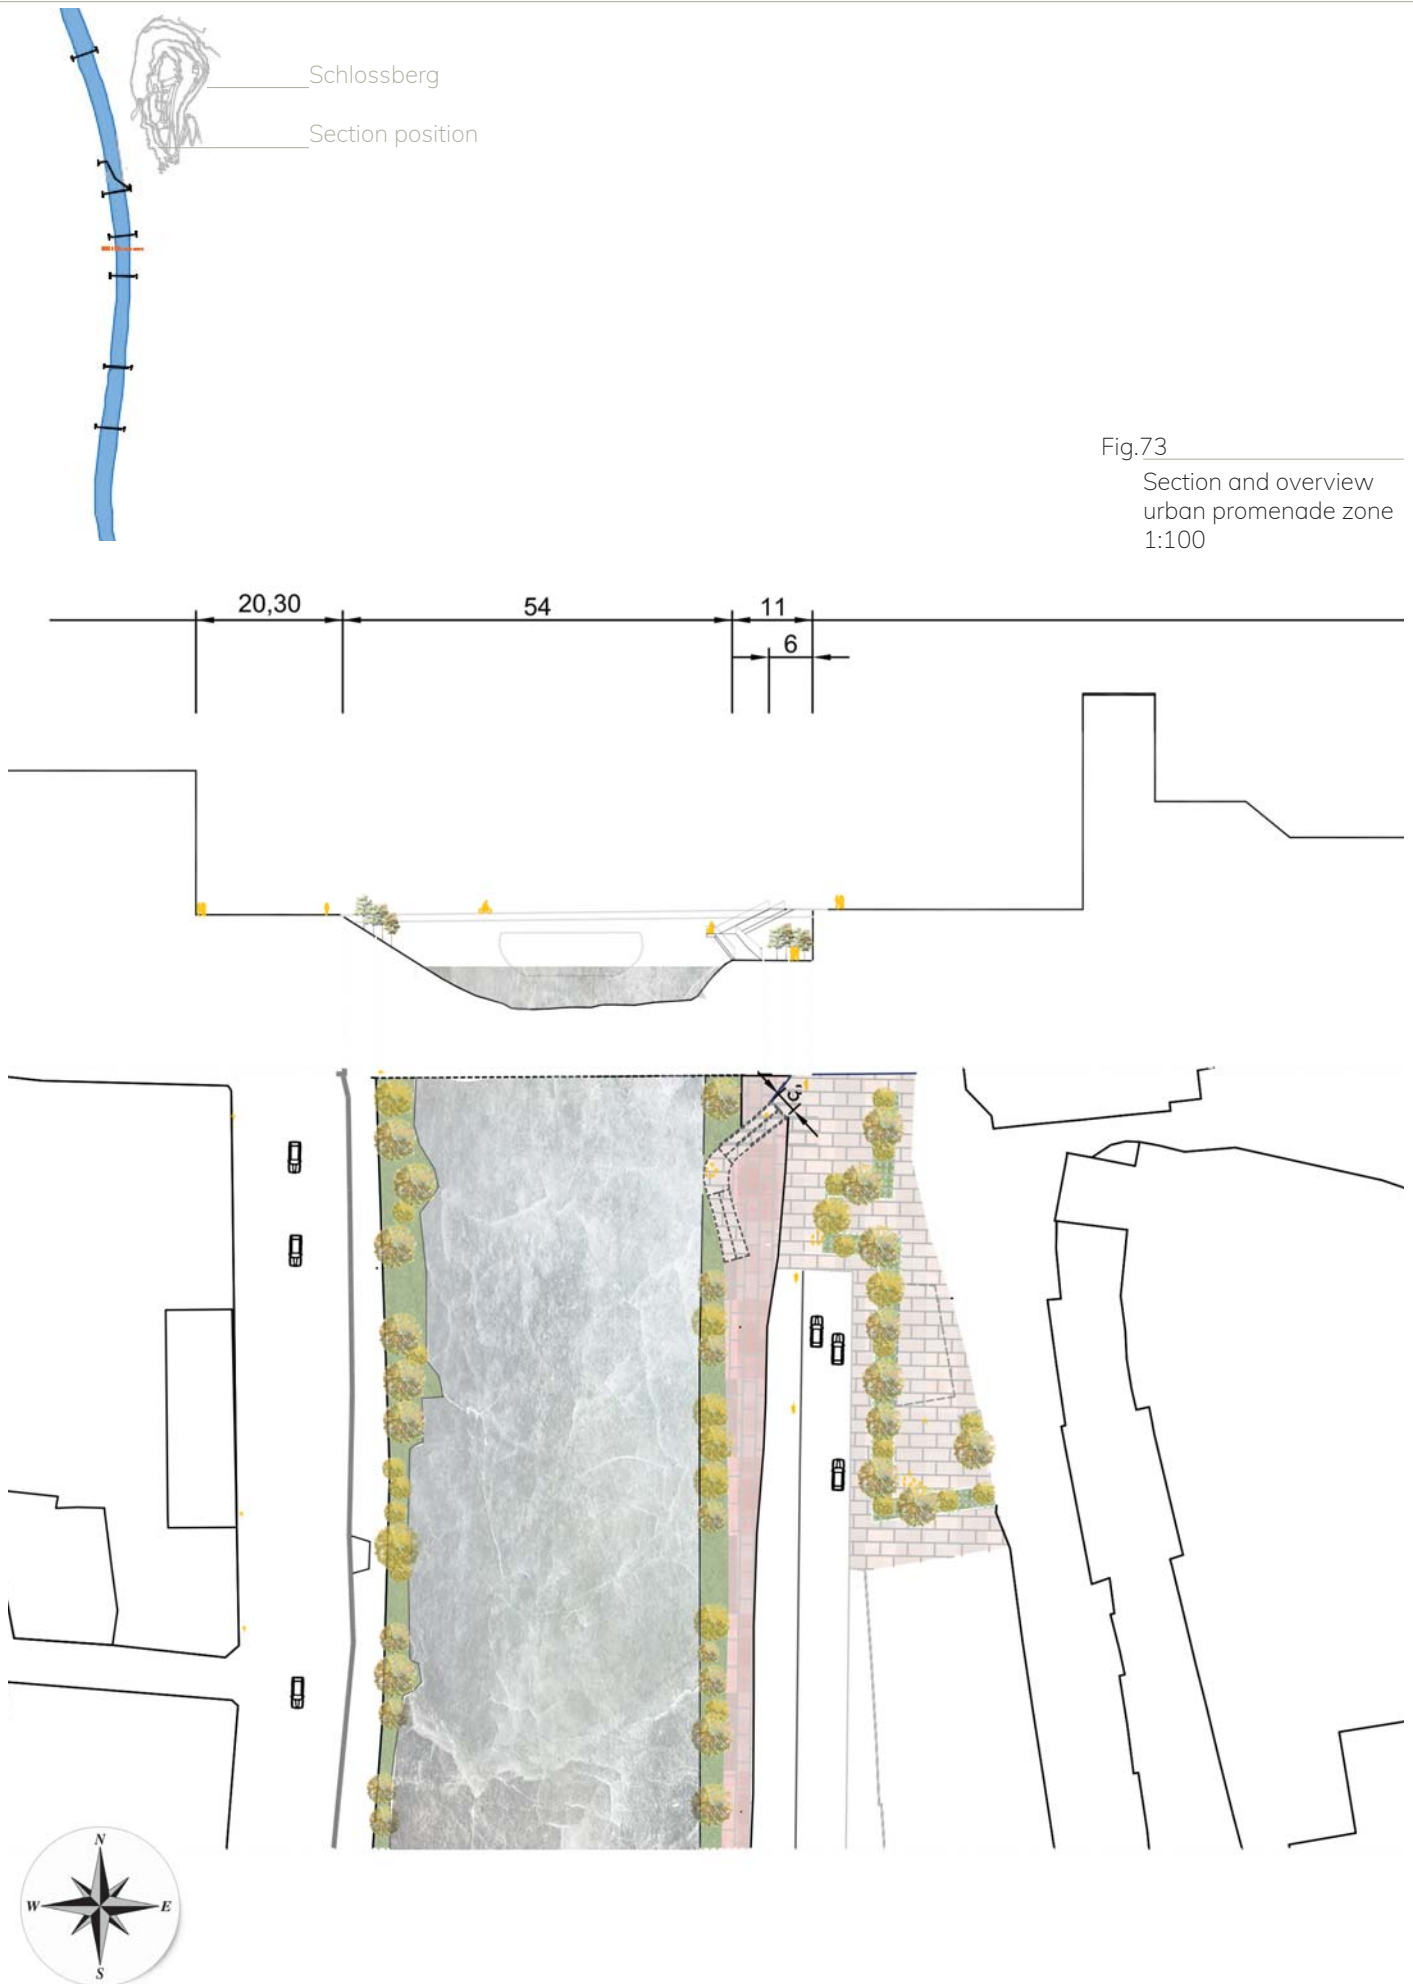 Schlossberg
Section position
Fig.73
Section and overview
urban promenade zone
1:100
20,30
54
11
6
N
W
E
S